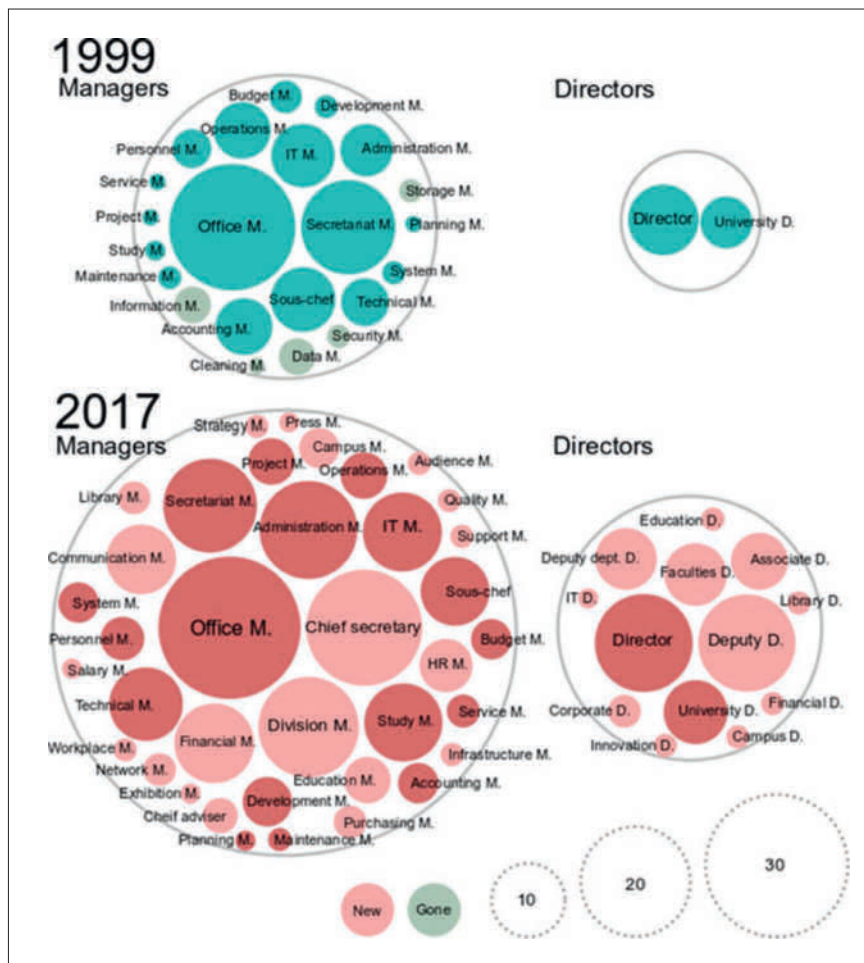 1999
Managers
Directors
Budget M.
Development M.
Operations M.
Personnel M.
IT M.
Administration M.
Service M.
Storage M.
Project M.
Office M.
Secretariat M.
Planning M.
Director
University D.
Study M.
Maintenance M.
System M.
Information M.
Sous-chef
Technical M.
Accounting M.
Security M.
Cleaning M.
Data M.
2017
Managers
Directors
Strategy M.
Press M.
Campus M.
Project M.
Operations M.
Audience M.
Library M.
Secretariat M.
Quality M.
Administration M.
IT M.
Support M.
Communication M.
Sous-chef
System M.
Office M.
Chief secretary
Personnel M.
Budget M.
Salary M.
HR M.
Technical M.
Division M.
Study M.
Service M.
Financial M.
Workplace M.
Infrastructure M.
Network M.
Education M.
Accounting M.
Exhibition M.
Development M.
Cheif adviser
Purchasing M.
Planning M.
Maintenance M.
Education D.
Deputy dept. D.
Faculties D.
Associate D.
IT D.
Library D.
Director
Deputy D.
Corporate D.
University D.
Financial D.
Innovation D.
Campus D.
New
Gone
10
20
30